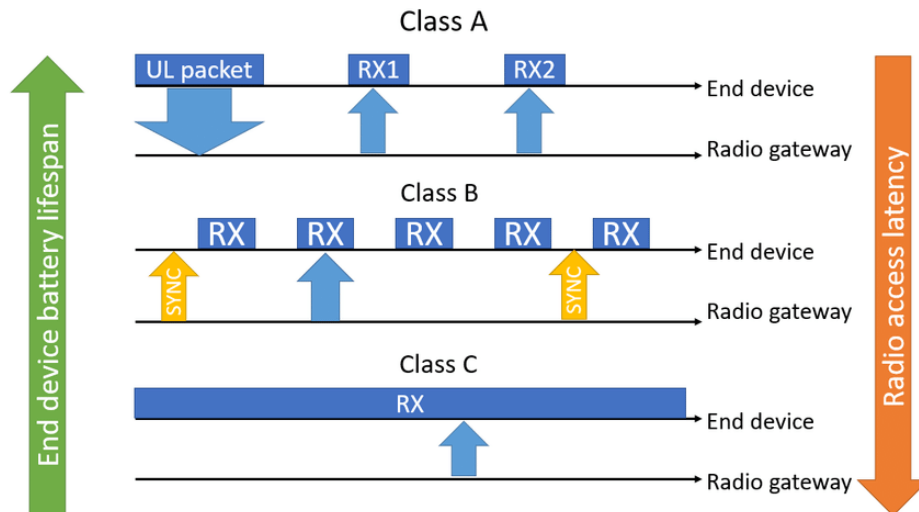 Class A
UL packet
RX1
RX2
End device
Radio gateway
Class B
RX
RX
RX
RX
RX
End device
SYNC
SYNC
Radio gateway
Class C
RX
End device
Radio gateway
End device battery lifespan
Radio access latency